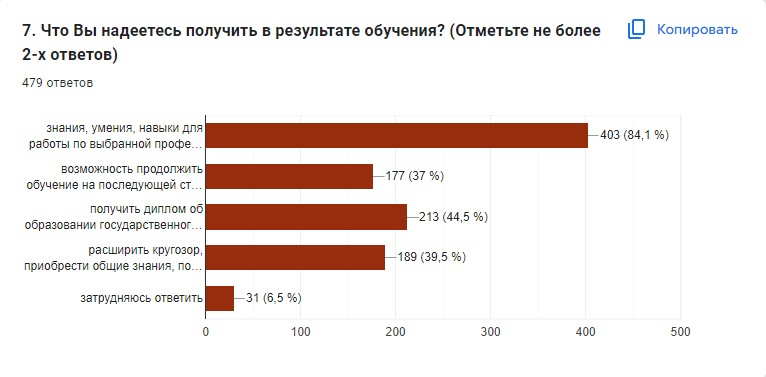 7. Что Вы надеетесь получить в результате обучения? (Отметьте не более
2-х ответов)
Копировать
479 ответов
знания, умения, навыки для
работы по выбранной профе…
403 (84,1 %)
возможность продолжить
обучение на последующей ст…
177 (37 %)
получить диплом об
образовании государственног…
213 (44,5 %)
расширить кругозор,
приобрести общие знания, по…
189 (39,5 %)
затрудняюсь ответить
31 (6,5 %)
0 100 200 300 400 500